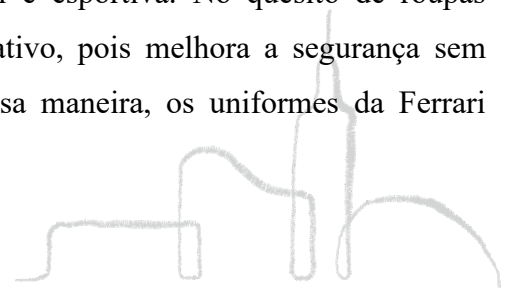 e esportiva. No quesito de roupas
ativo, pois melhora a segurança sem
sa maneira, os uniformes da Ferrari